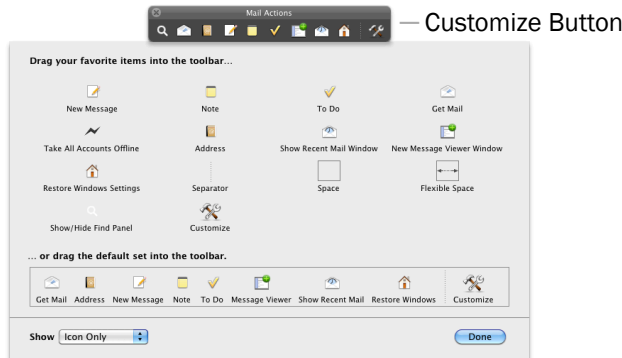 Mail Actions
Customize Button
Drag your favorite items into the toolbar...
New Message Note To Do Get Mail
Take All Accounts Offline Address Show Recent Mail Window New Message Viewer Window
Restore Windows Settings Separator Space Flexible Space
Show/Hide Find Panel Customize
... or drag the default set into the toolbar.
Get Mail Address New Message Note To Do Message Viewer Show Recent Mail Restore Windows Customize
Show Icon Only Done